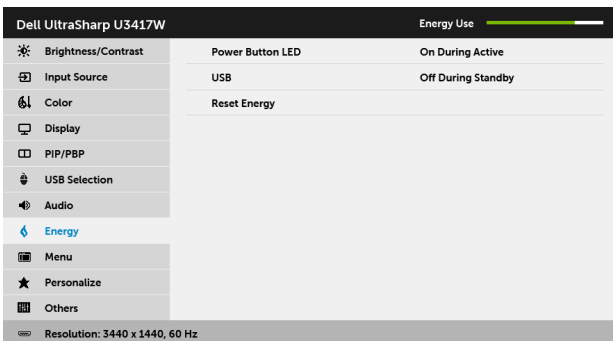 Dell UltraSharp U3417W Energy Use
Brightness/Contrast Power Button LED On During Active
Input Source USB Off During Standby
Color Reset Energy
Display
PIP/PBP
USB Selection
Audio
Energy
Menu
Personalize
Others
Resolution: 3440 x 1440, 60 Hz